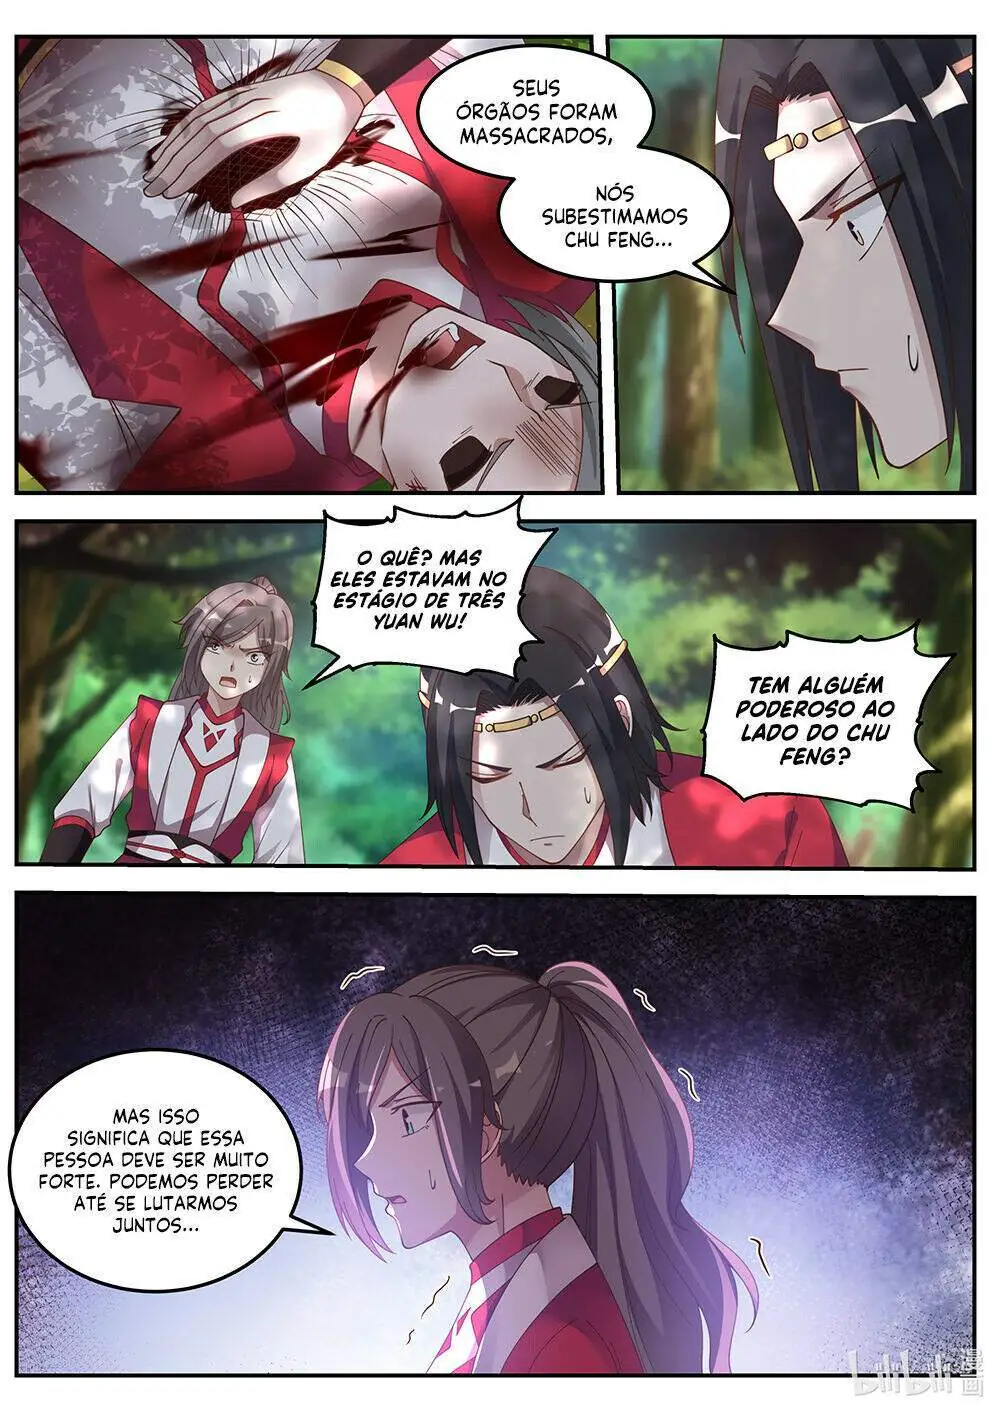 SEUS
ÓRGÃOS FORAM
MASSACRADOS,
NÓS
SUBESTIMAMOS
CHU FENG...
O QUÊ? MAS
ELES ESTAVAM NO
ESTÁGIO DE TRÊS
YUAN WU!
TEM ALGUÉM
PODEROSO AO
LADO DO CHU
FENG?
MAS ISSO
SIGNIFICA QUE ESSA
PESSOA DEVE SER MUITO
FORTE. PODEMOS PERDER
ATÉ SE LUTARMOS
JUNTOS...
bilibili 漫画